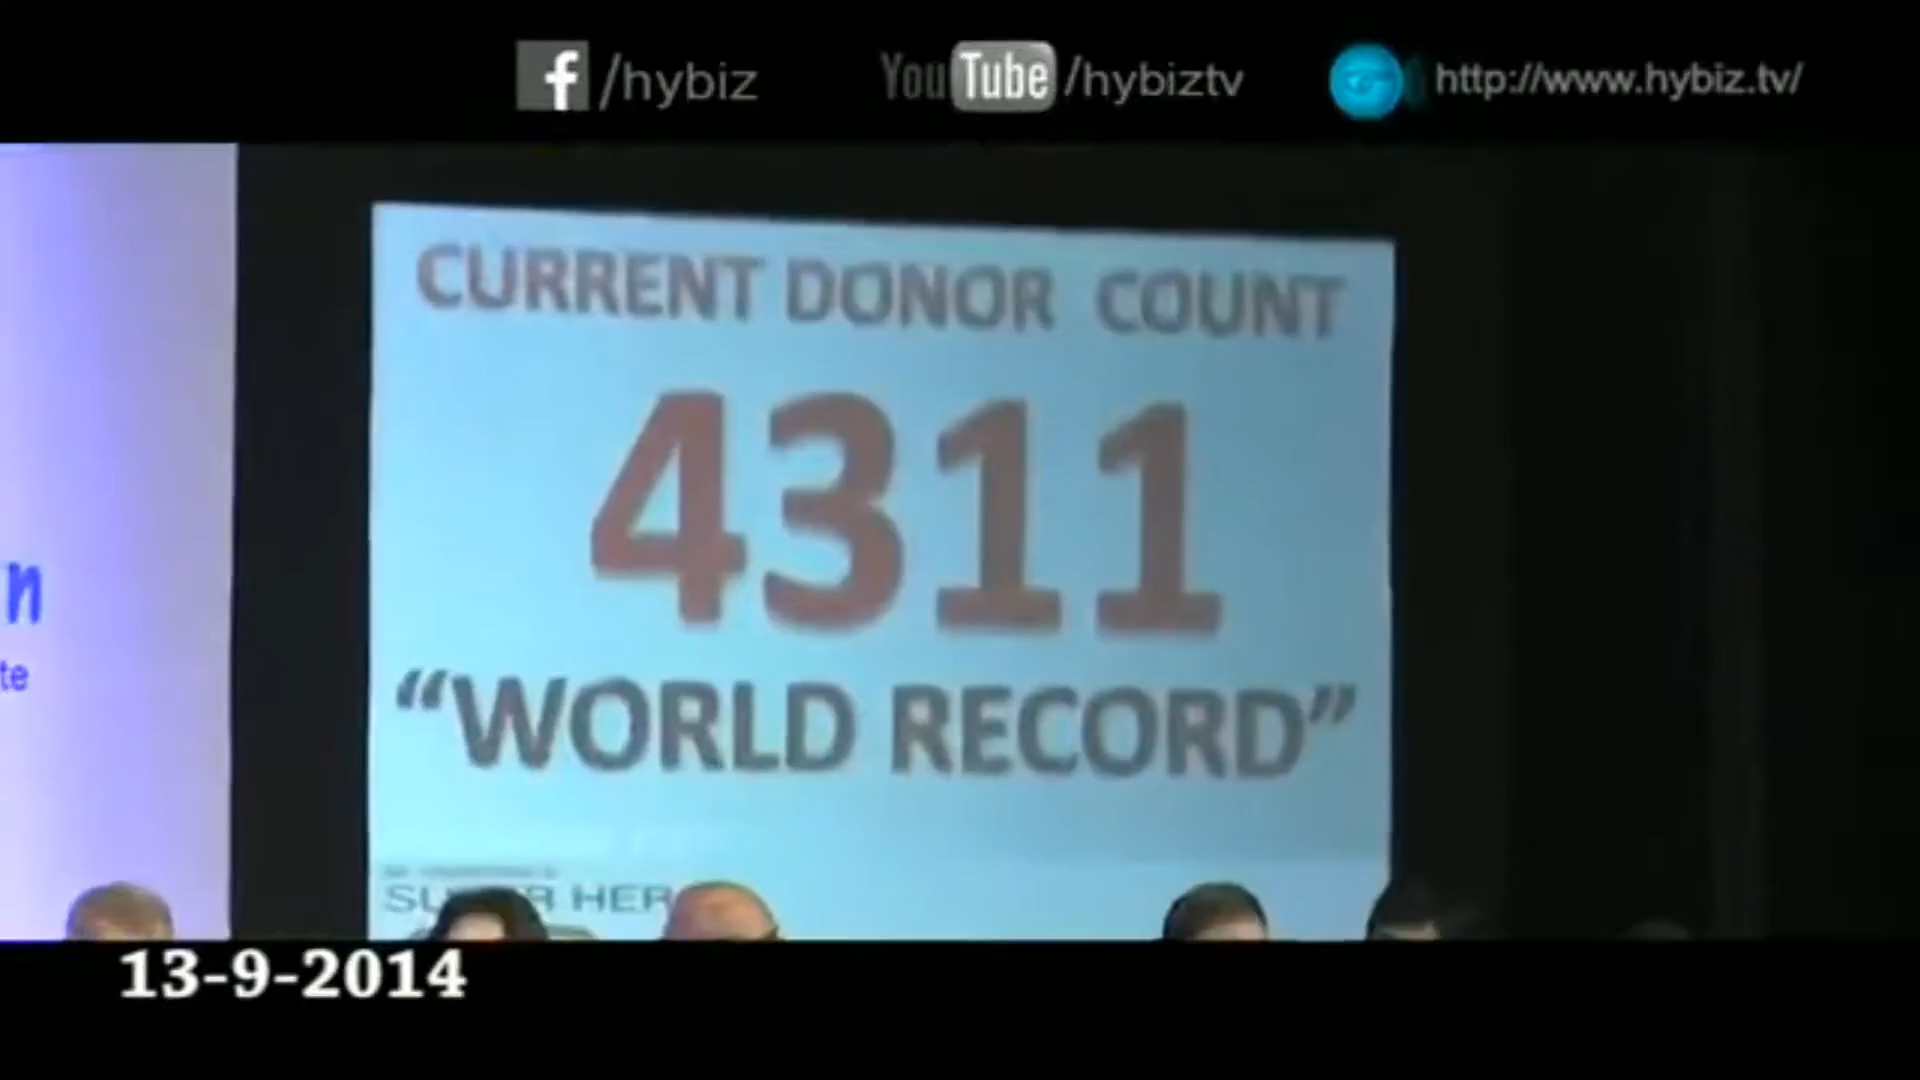 f/hybiz
YouTube/hybiztv
http://www.hybiz.tv/
CURRENT DONOR COUNT
4311
“WORLD RECORD”
n
te
13-9-2014